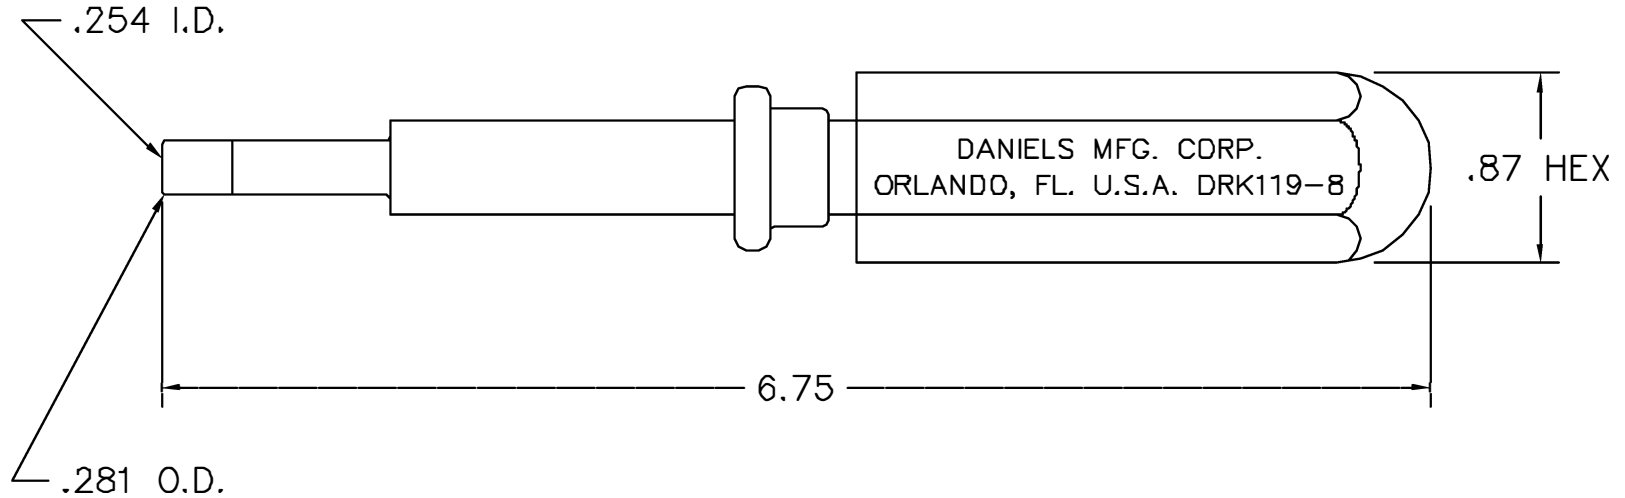 .254 I.D.
DANIELS MFG. CORP.
ORLANDO, FL. U.S.A. DRK119-8
.87 HEX
6.75
.281 O.D.